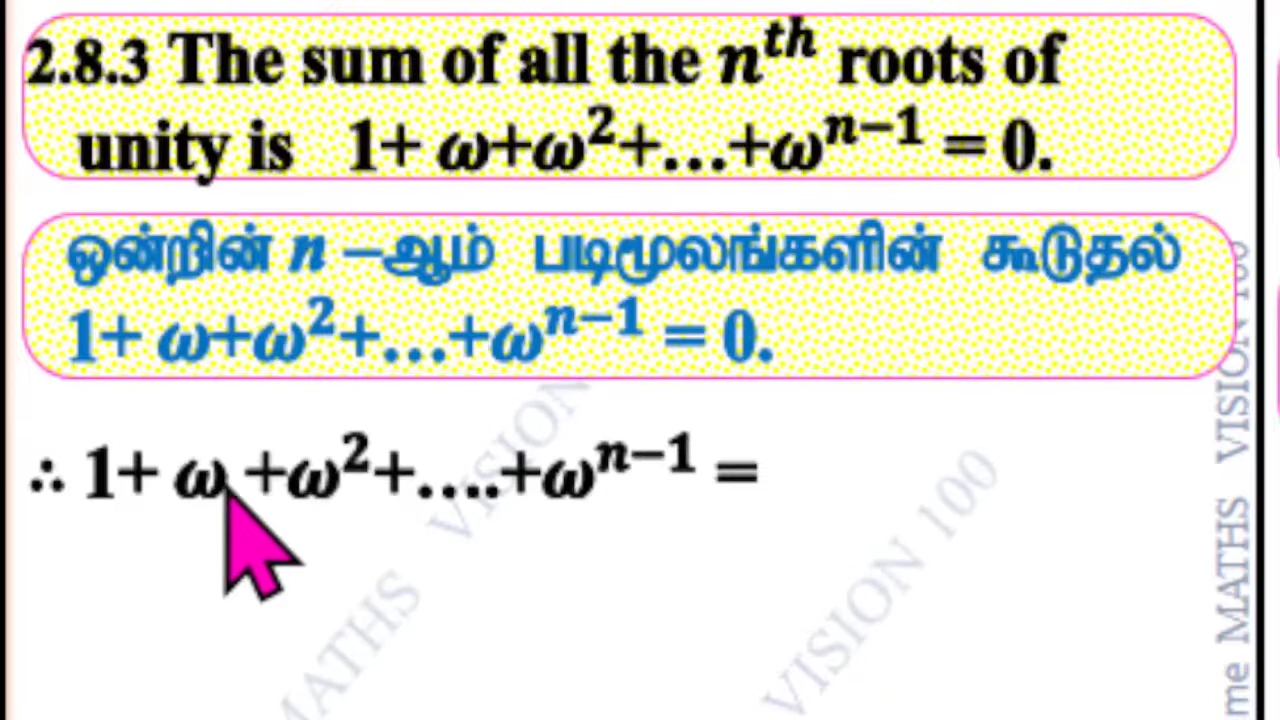 2.8.3 The sum of all the nᵗʰ roots of
unity is 1+ ω+ω²+…+ωⁿ⁻¹ = 0.
ஒன்றின் n –ஆம் படிமூலங்களின் கூடுதல்
1+ ω+ω²+…+ωⁿ⁻¹ = 0.
∴ 1+ ω +ω²+….+ωⁿ⁻¹ =
VISION
MATHS
VISION 100
me MATHS VISION 100